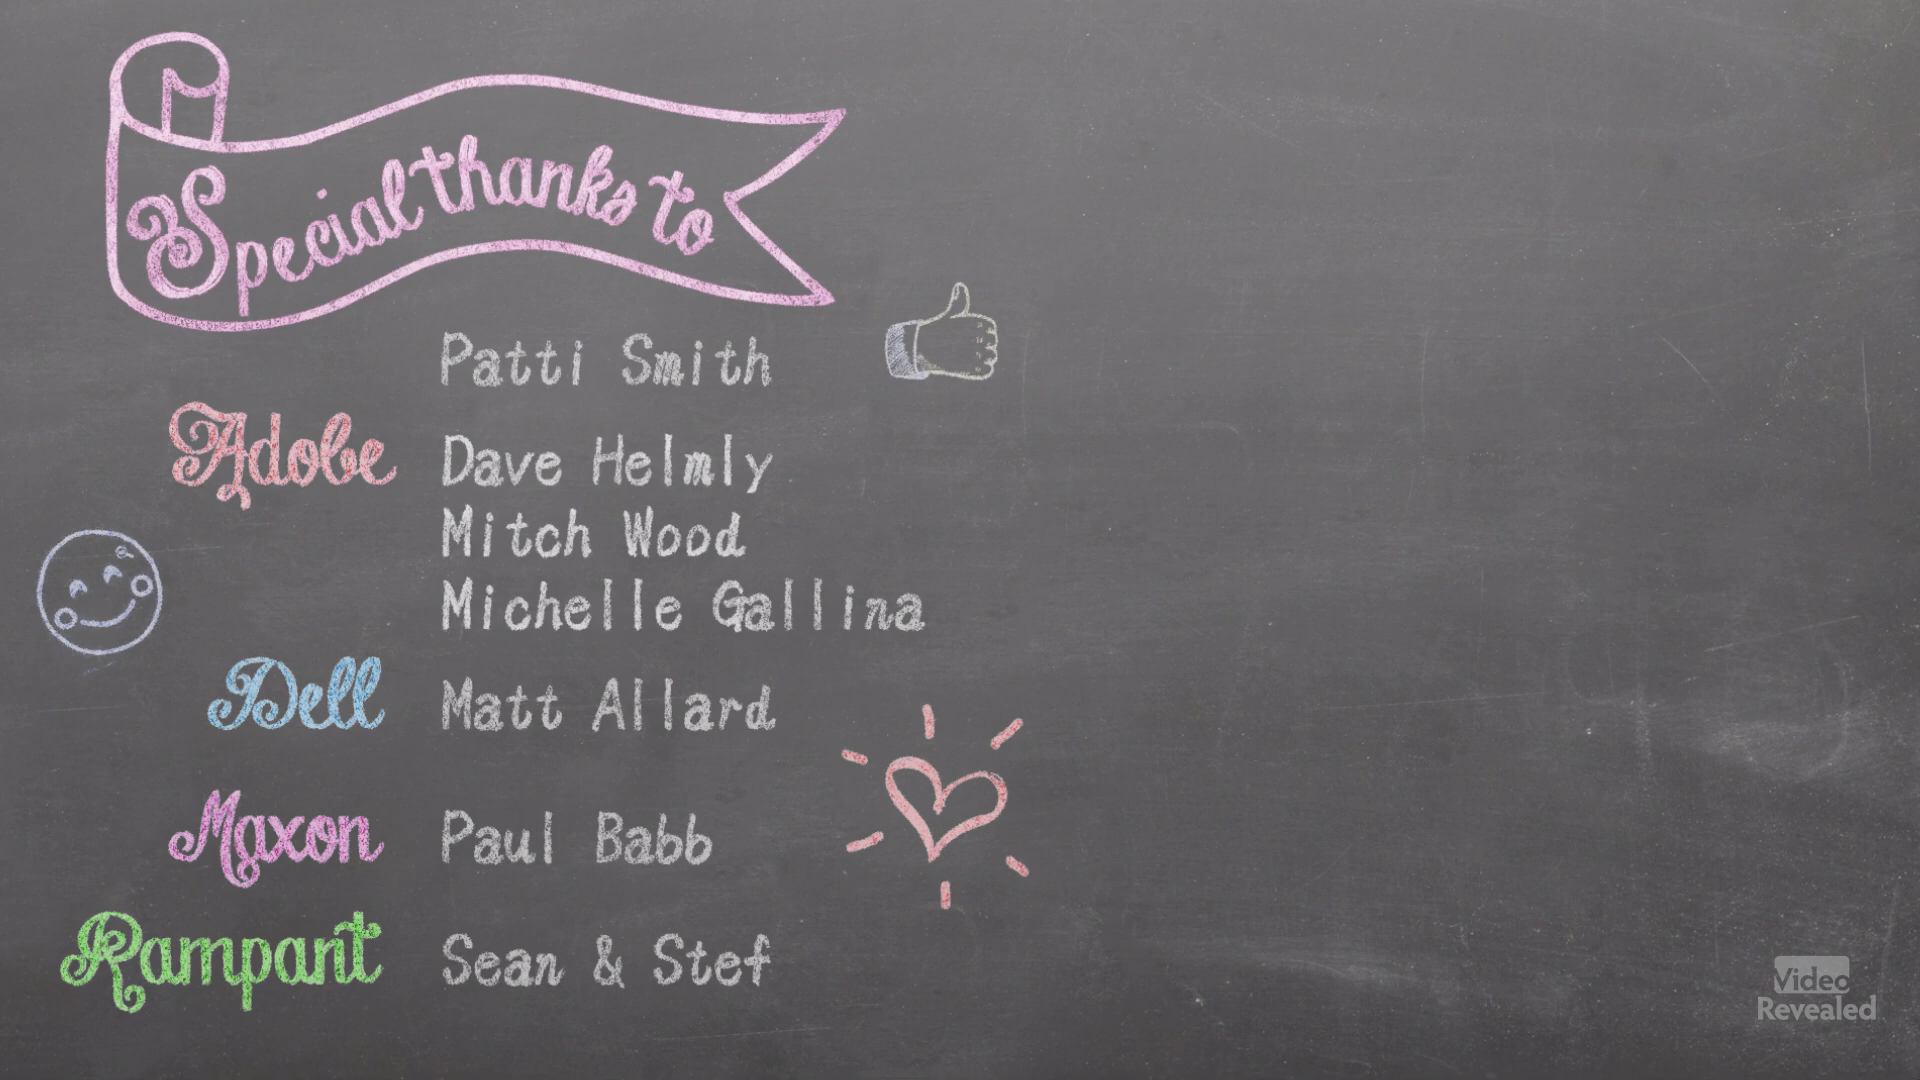 Special thanks to
Patti Smith
Adobe Dave Helmly
Mitch Wood
Michelle Gallina
Dell Matt Allard
Maxon Paul Babb
Rampant Sean & Stef
Video
Revealed